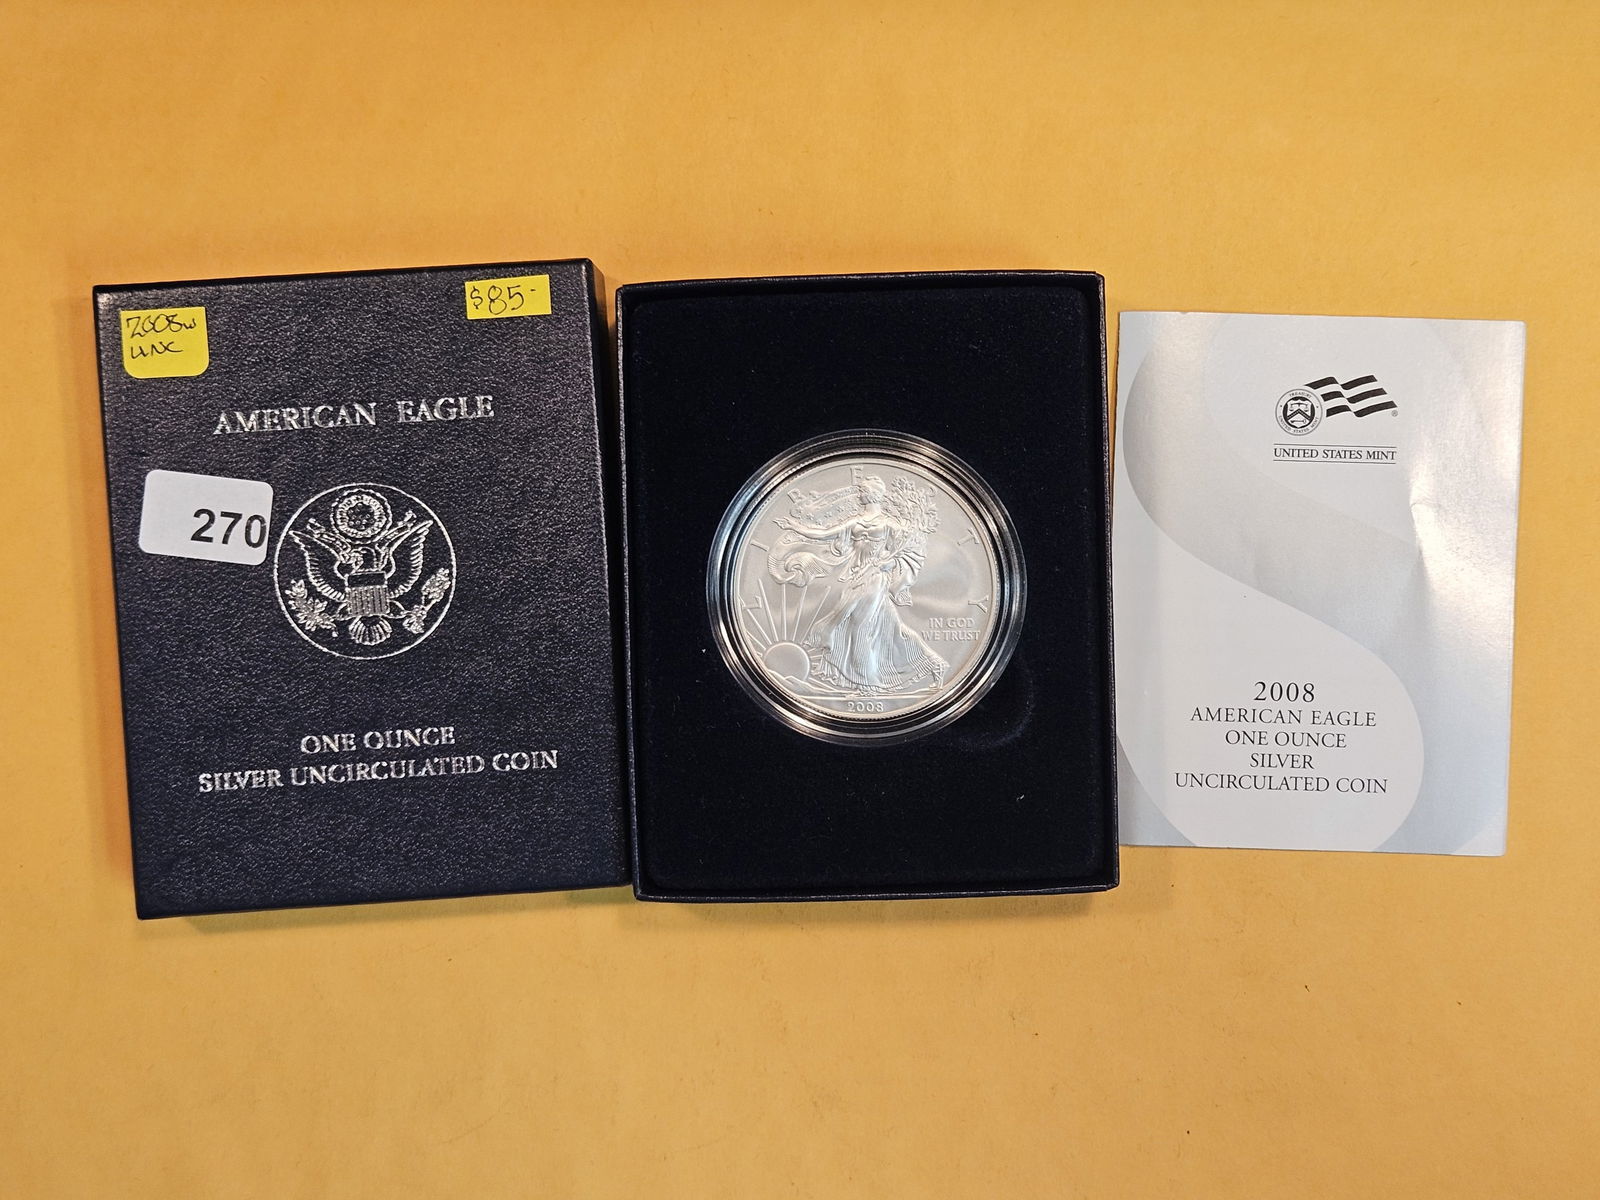 2008w
UNC
$85-
AMERICAN EAGLE
270
ONE OUNCE
SILVER UNCIRCULATED COIN
LIBERTY
IN GOD
WE TRUST
2008
UNITED STATES MINT
2008
AMERICAN EAGLE
ONE OUNCE
SILVER
UNCIRCULATED COIN